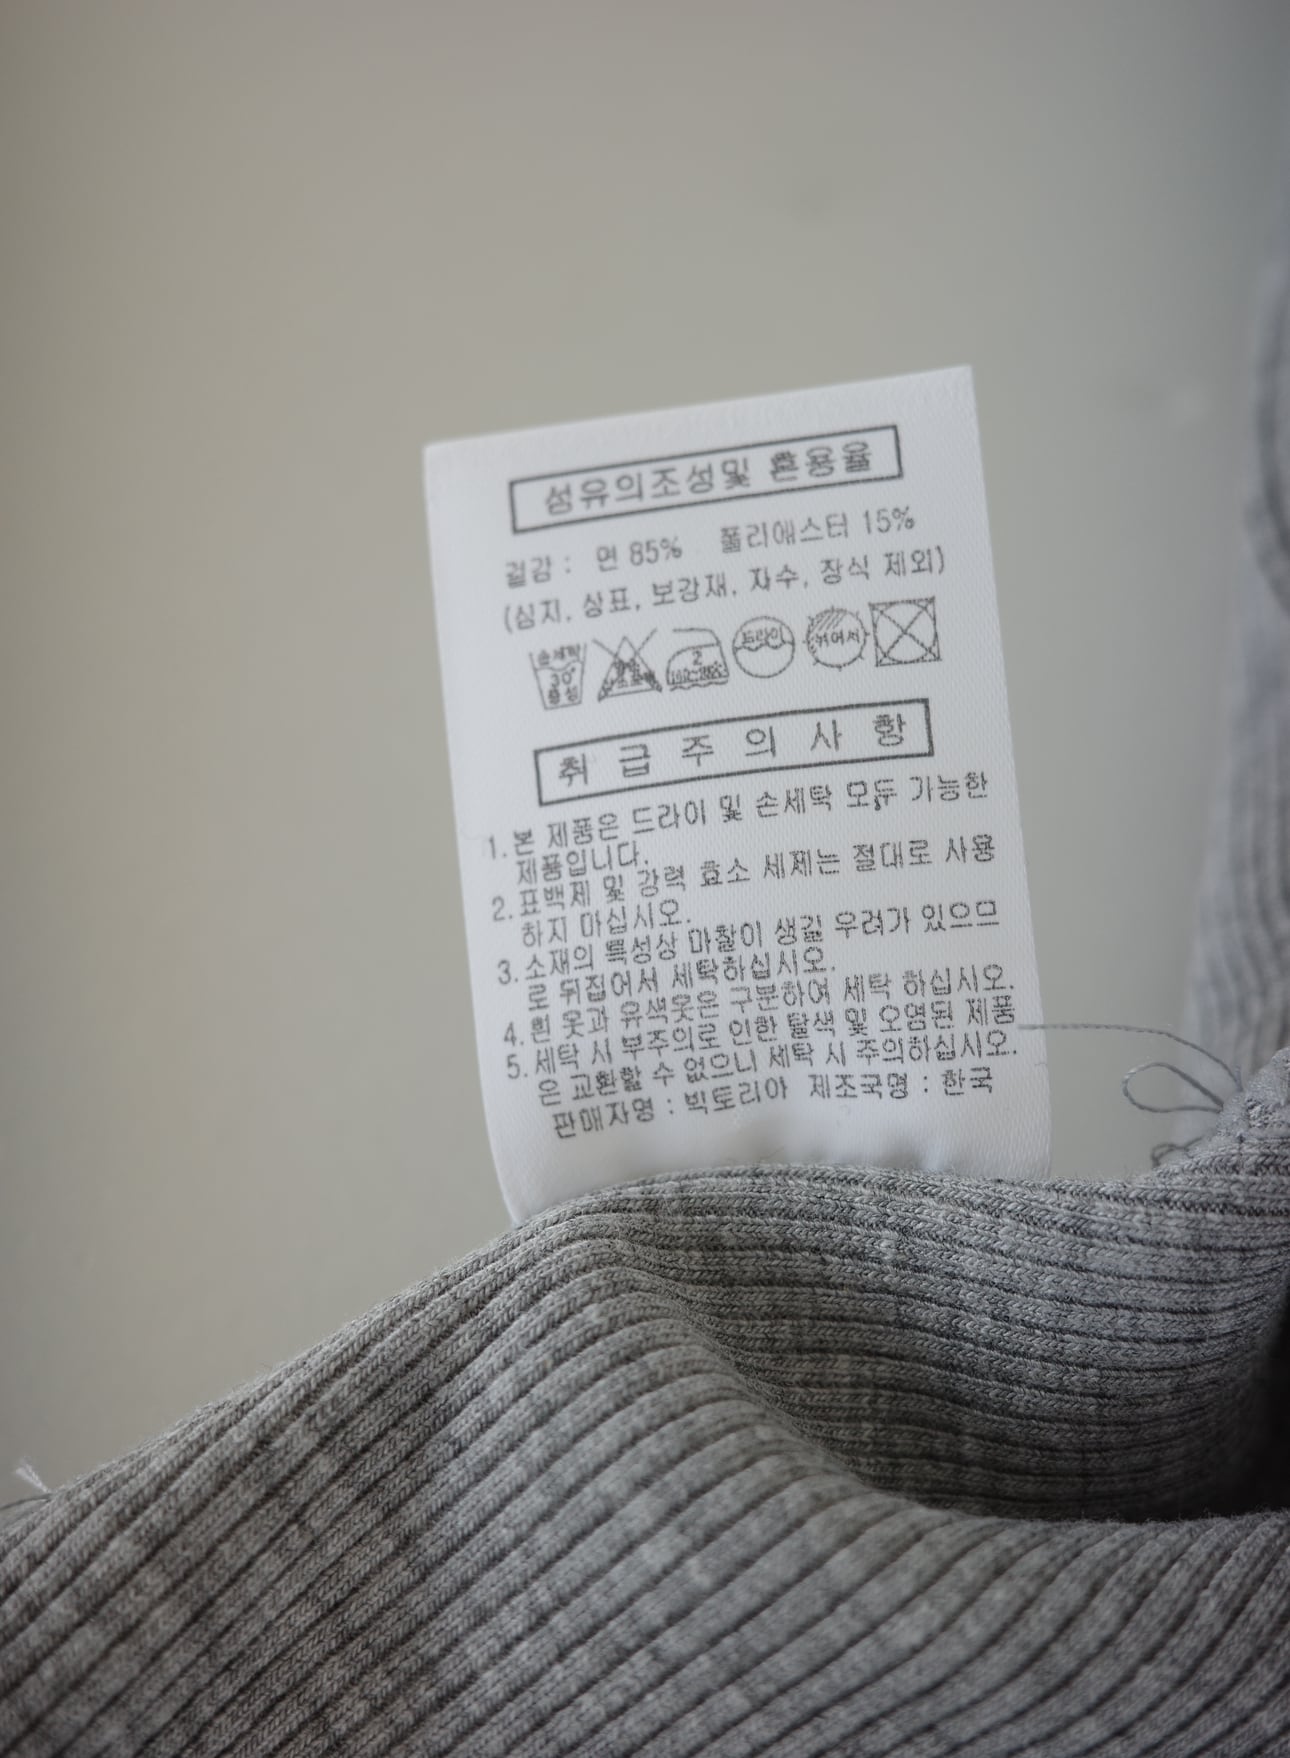 섬유의조성및 혼용율
겉감 : 면 85% 폴리에스터 15%
(심지, 상표, 보강재, 자수, 장식 제외)
손세탁 30° 중성
2
드라이
뉘어서
취 급 주 의 사 항
1. 본 제품은 드라이 및 손세탁 모두 가능한
제품입니다.
2. 표백제 및 강력 효소 세제는 절대로 사용
하지 마십시오.
3. 소재의 특성상 마찰이 생길 우려가 있으므
로 뒤집어서 세탁하십시오.
4. 흰 옷과 유색옷은 구분하여 세탁 하십시오.
5. 세탁 시 부주의로 인한 탈색 및 오염된 제품
은 교환할 수 없으니 세탁 시 주의하십시오.
판매자명 : 빅토리아 제조국명 : 한국